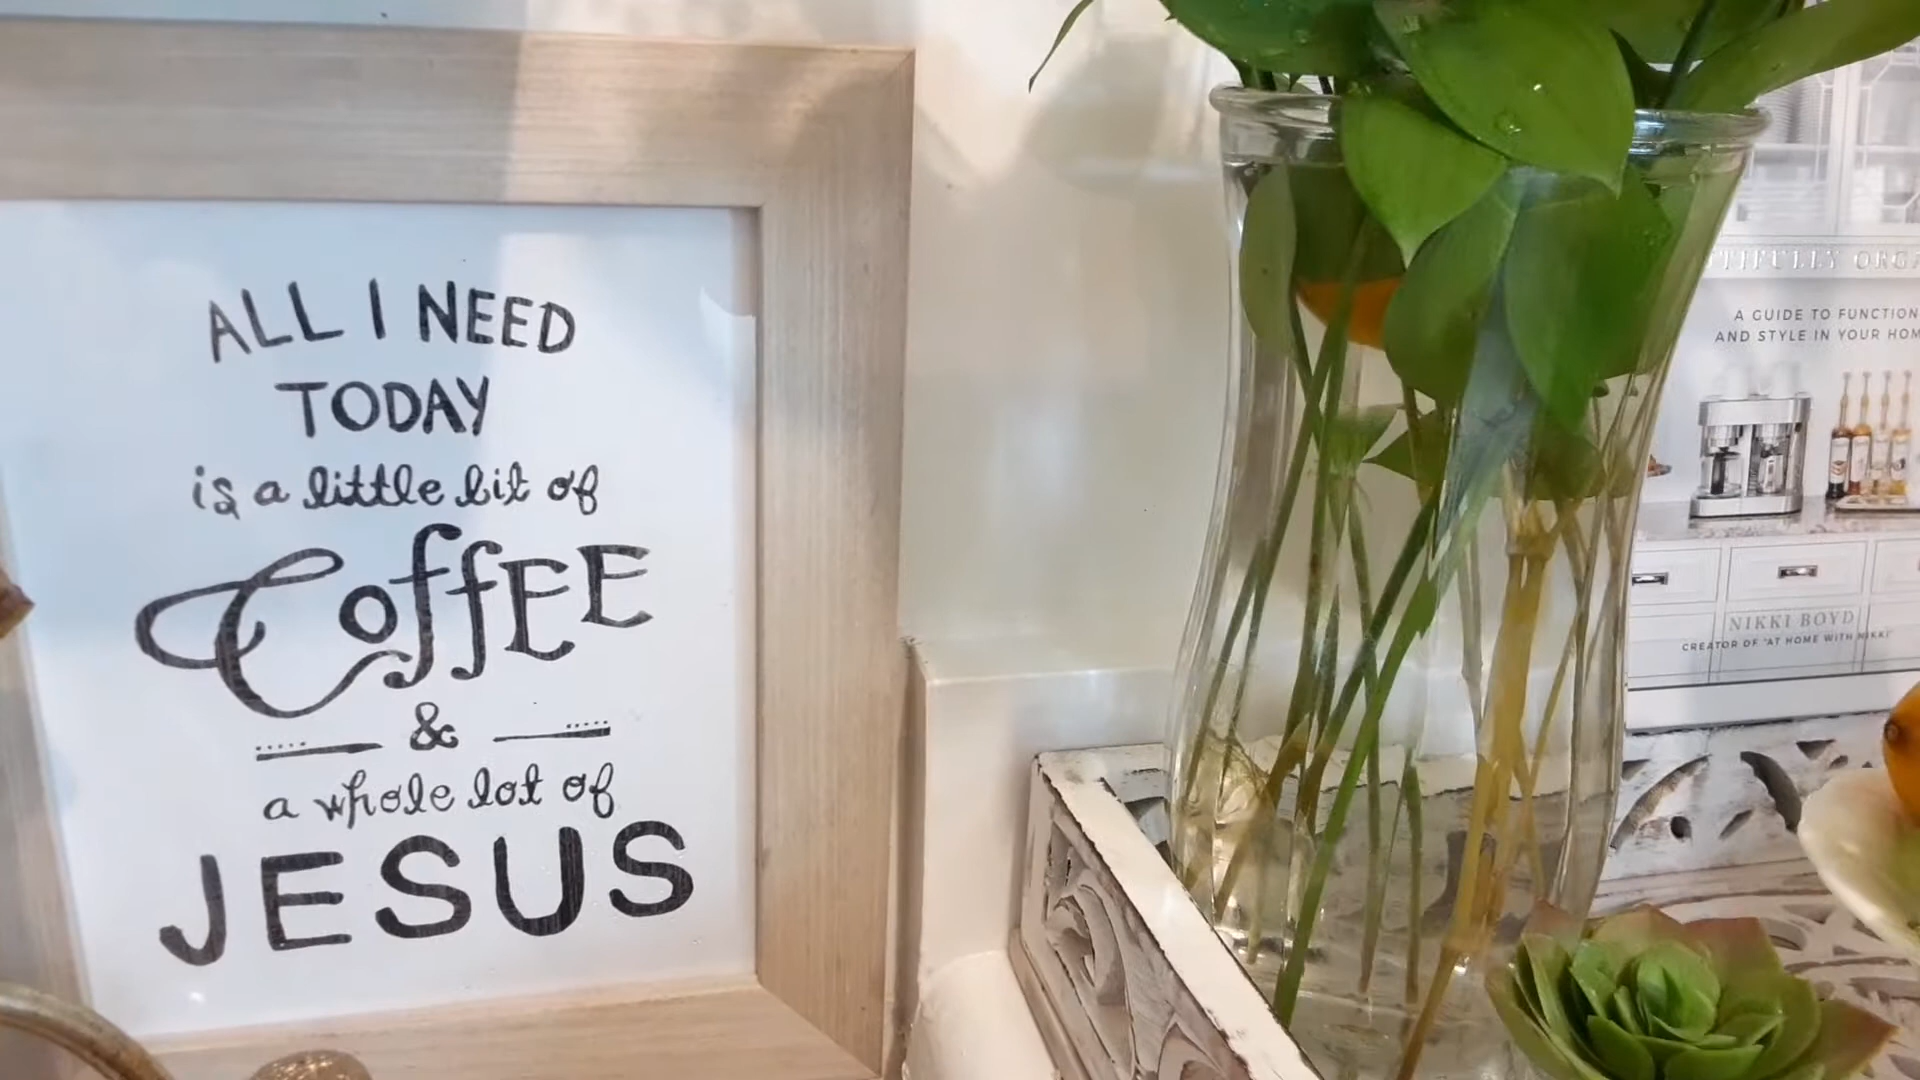 ALL I NEED
TODAY
is a little bit of
CoffEE
&
a whole lot of
JESUS
A GUIDE TO FUNCTION
AND STYLE IN YOUR
NIKKI BOYD
CREATOR OF "AT HOME WITH NIKKI"